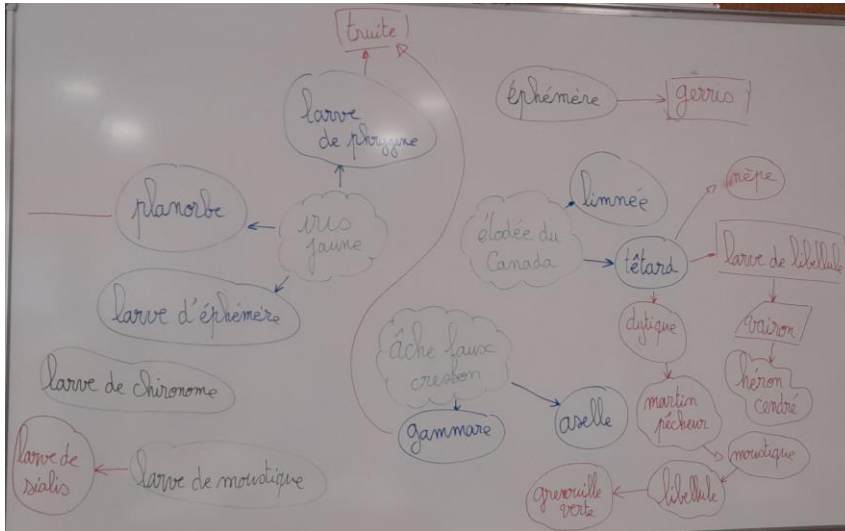 truite
éphémère
gerris
larve
de phrygane
planorbe
iris
jaune
larve d'éphémère
limnée
nèpe
élodée du
Canada
têtard
larve de libellule
dytique
vairon
âche faux
cresson
héron
cendré
larve de chironome
martin
pêcheur
gammare
aselle
moustique
larve de
sialis
larve de moustique
libellule
grenouille
verte